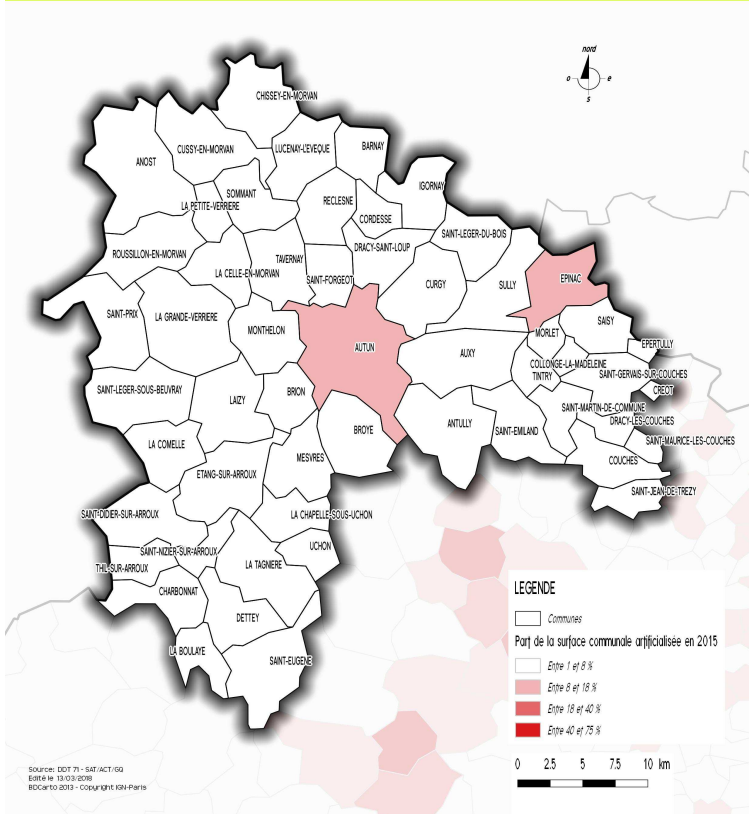 nord
o
e
s
CHISSEY-EN-MORVAN
CUSSY-EN-MORVAN
LUCENAY-L'EVEQUE
BARNAY
ANOST
IGORNAY
SOMMANT
RECLESNE
LA PETITE-VERRIERE
CORDESSE
SAINT-LEGER-DU-BOIS
DRACY-SAINT-LOUP
ROUSSILLON-EN-MORVAN
TAVERNAY
LA CELLE-EN-MORVAN
SAINT-FORGEOT
CURGY
SULLY
EPINAC
SAINT-PRIX
LA GRANDE-VERRIERE
SAISY
MONTHELON
MORLET
AUTUN
EPERTULLY
AUXY
COLLONGE-LA-MADELEINE
TINTRY
SAINT-GERVAIS-SUR-COUCHES
SAINT-LEGER-SOUS-BEUVRAY
BRION
CREOT
LAIZY
SAINT-MARTIN-DE-COMMUNE
DRACY-LES-COUCHES
ANTULLY
BROYE
SAINT-EMILAND
LA COMELLE
SAINT-MAURICE-LES-COUCHES
MESVRES
COUCHES
ETANG-SUR-ARROUX
SAINT-JEAN-DE-TREZY
SAINT-DIDIER-SUR-ARROUX
LA CHAPELLE-SOUS-UCHON
UCHON
SAINT-NIZIER-SUR-ARROUX
THIL-SUR-ARROUX
LA TAGNIERE
CHARBONNAT
DETTEY
LA BOULAYE
SAINT-EUGENE
LEGENDE
Communes
Part de la surface communale artificialisée en 2015
Entre 1 et 8 %
Entre 8 et 18 %
Entre 18 et 40 %
Entre 40 et 75 %
0 2.5 5 7.5 10 km
Source: DDT 71 - SAT/ACT/GQ
Edité le 13/03/2018
BDCarto 2013 - Copyright IGN-Paris